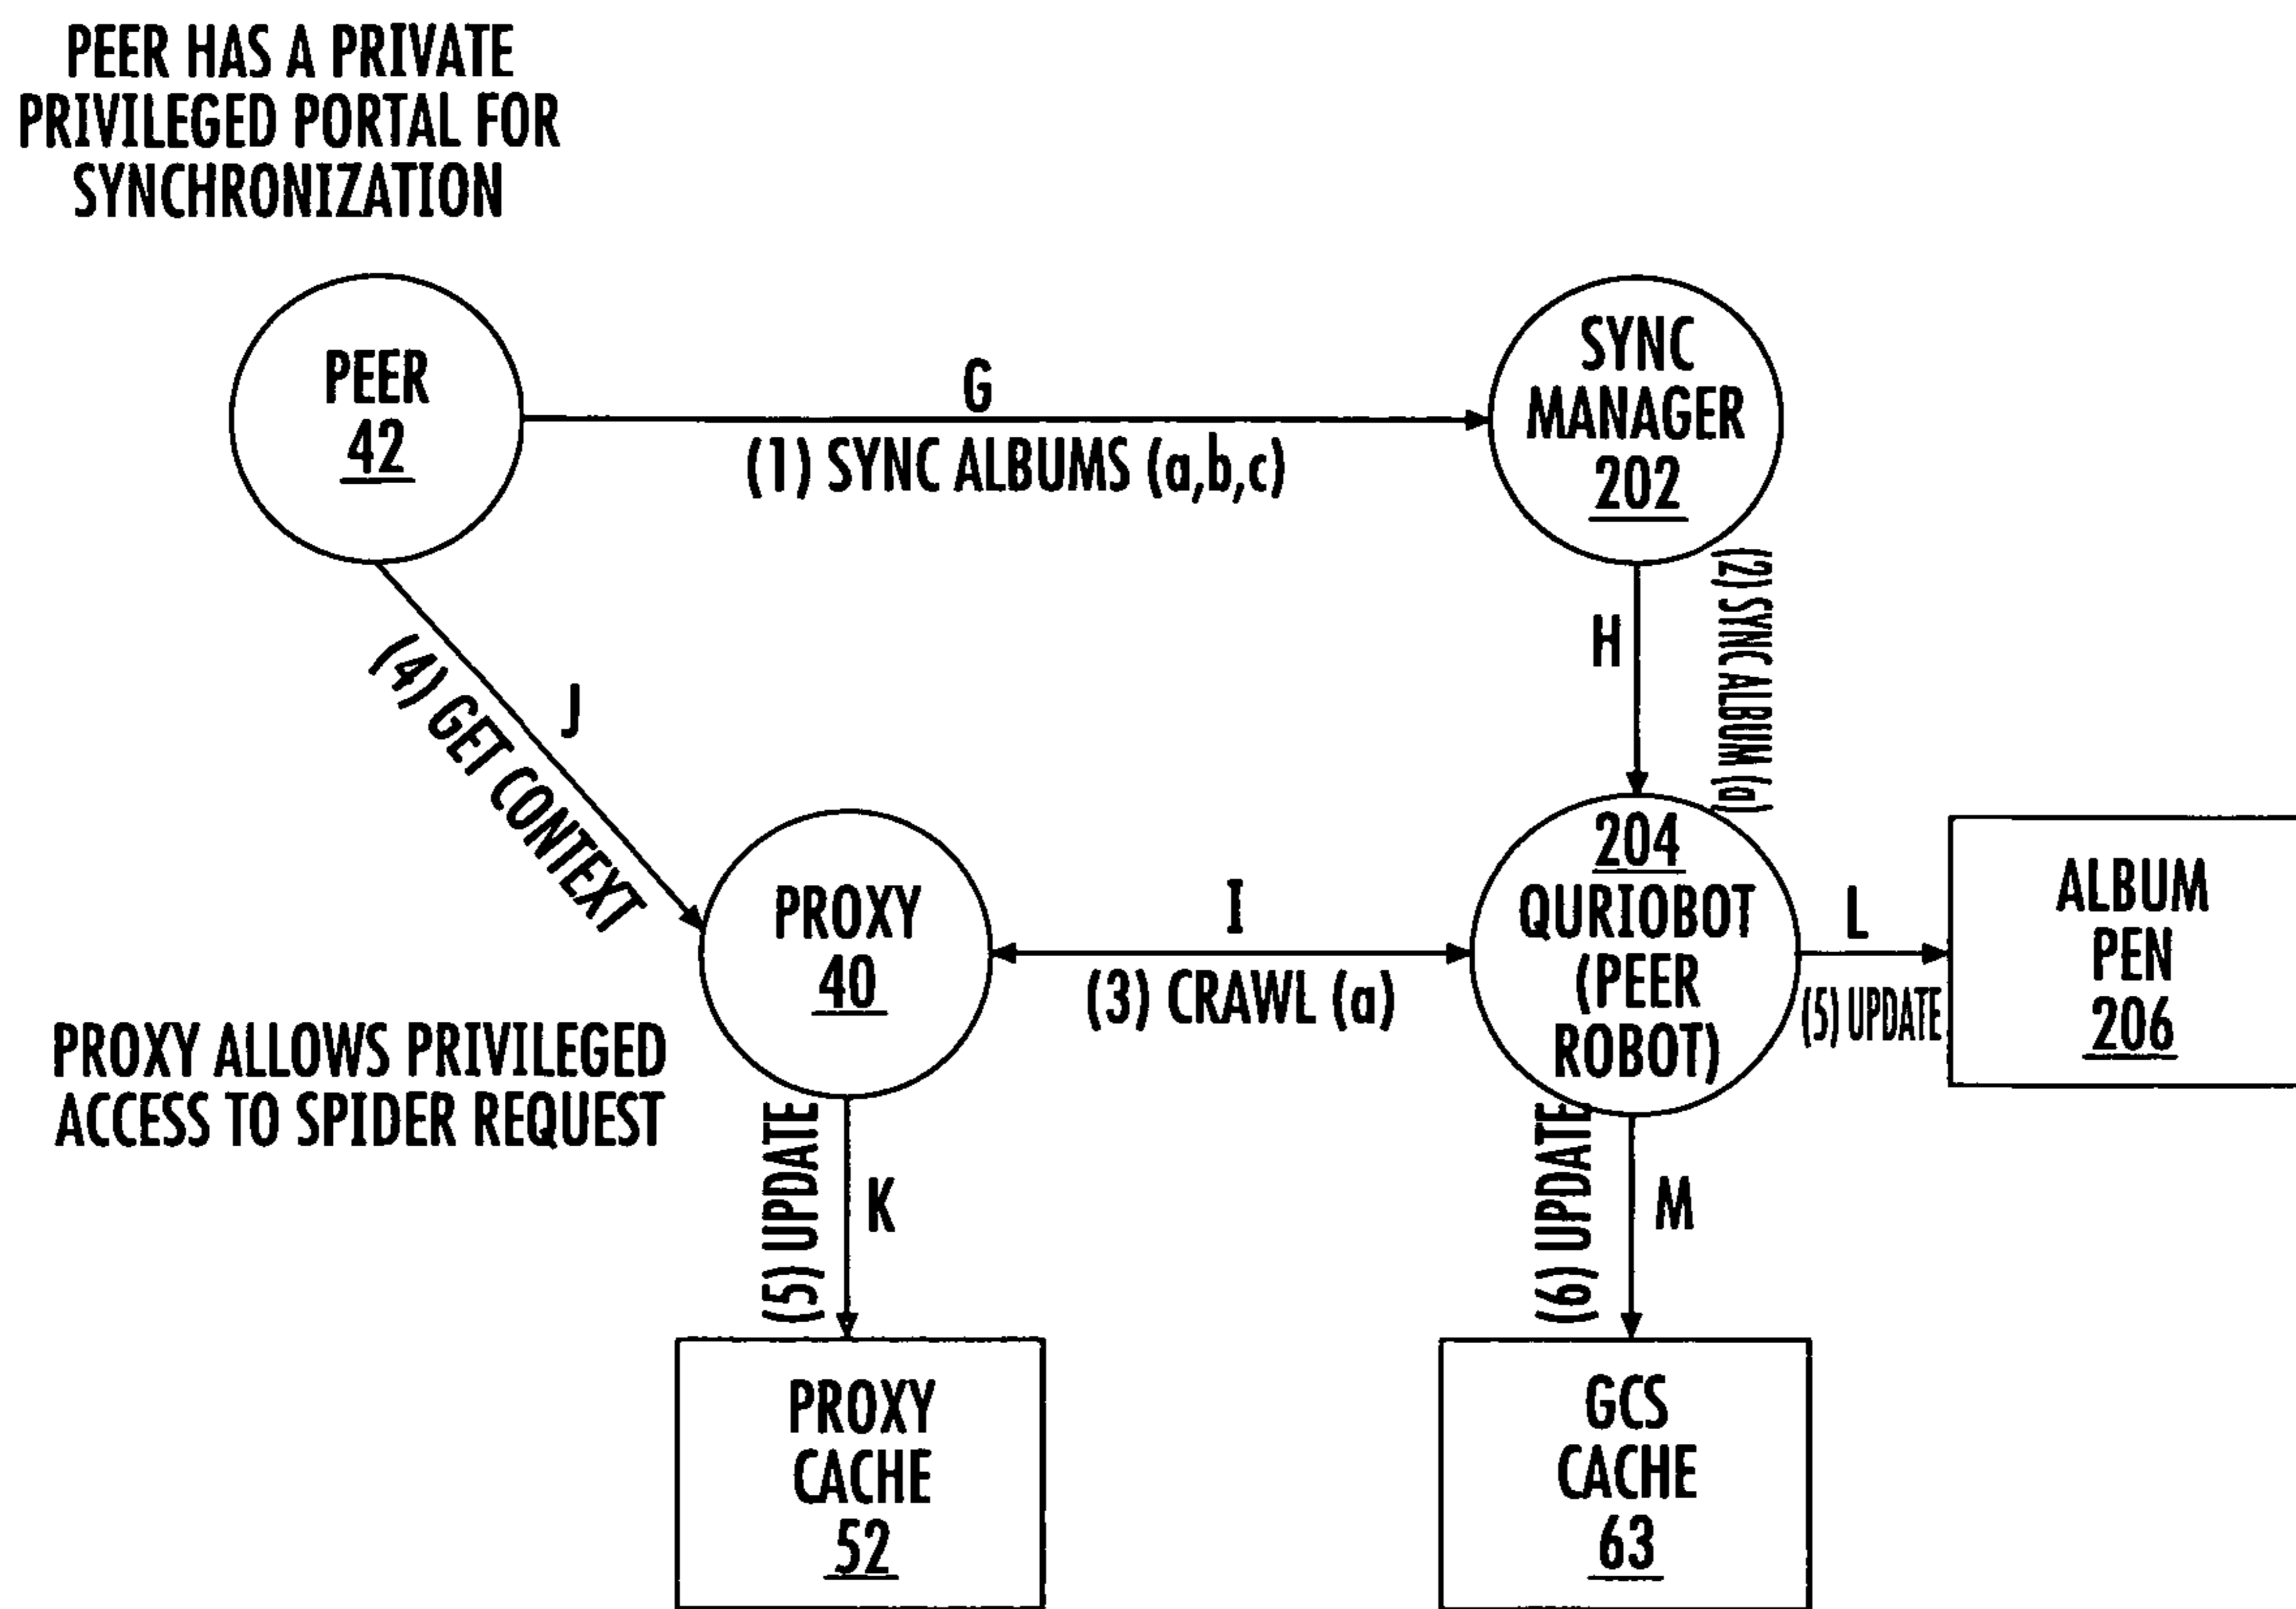 PEER HAS A PRIVATE
PRIVILEGED PORTAL FOR
SYNCHRONIZATION
PEER
42
G
(1) SYNC ALBUMS (a,b,c)
SYNC
MANAGER
202
H
(2) SYNC ALBUM (a)
J
(4) GET CONTEXT
PROXY
40
I
(3) CRAWL (a)
204
QURIOBOT
(PEER
ROBOT)
L
(5) UPDATE
ALBUM
PEN
206
PROXY ALLOWS PRIVILEGED
ACCESS TO SPIDER REQUEST
(5) UPDATE
K
(6) UPDATE
M
PROXY
CACHE
52
GCS
CACHE
63